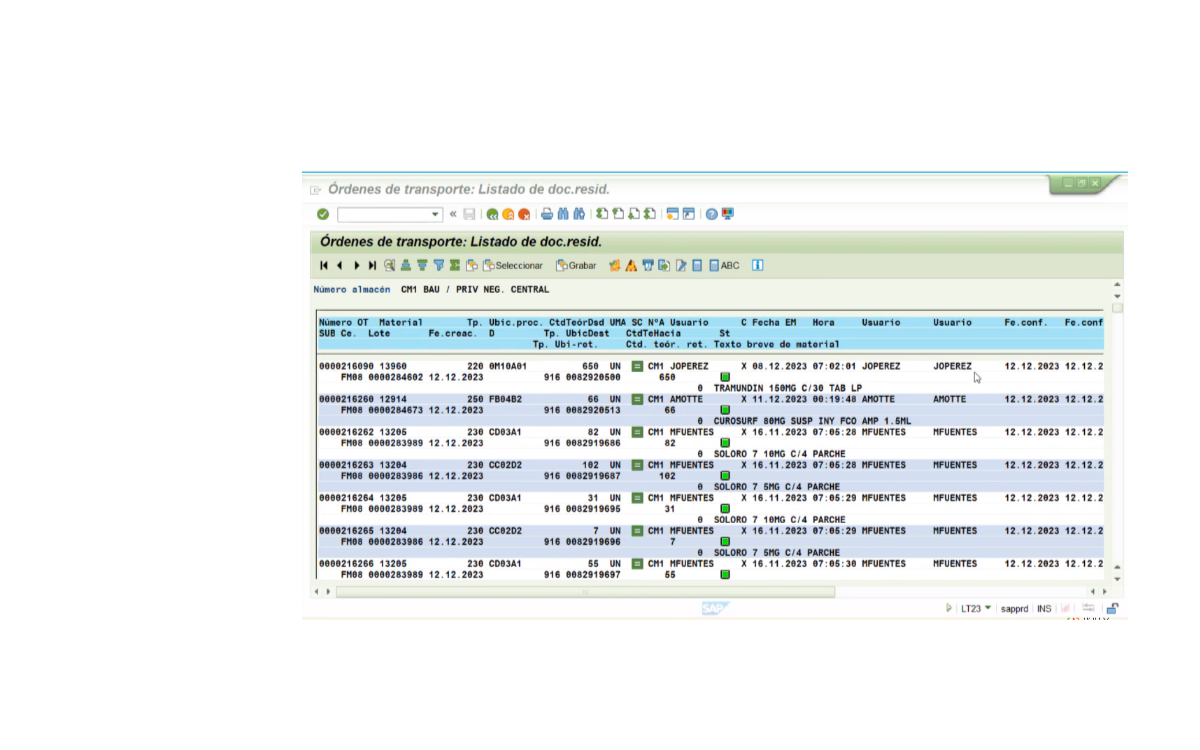 Órdenes de transporte: Listado de doc.resid.
Órdenes de transporte: Listado de doc.resid.
Seleccionar Grabar ABC
Número almacén CM1 BAU / PRIV NEG. CENTRAL
Número OT Material Tp. Ubic.proc. CtdTeórDsd UMA SC NºA Usuario C Fecha EM Hora Usuario Usuario Fe.conf. Fe.conf
SUB Ce. Lote Fe.creac. D Tp. UbicDest CtdTeHacia St
Tp. Ubi-ret. Ctd. teór. ret. Texto breve de material
0000216090 13960 220 0M10A01 650 UN CM1 JOPEREZ X 08.12.2023 07:02:01 JOPEREZ JOPEREZ 12.12.2023 12.12.2
FM08 0000284602 12.12.2023 916 0082920500 650
0 TRAMUNDIN 150MG C/30 TAB LP
0000216260 12914 250 FB04B2 66 UN CM1 AMOTTE X 11.12.2023 00:19:48 AMOTTE AMOTTE 12.12.2023 12.12.2
FM08 0000284673 12.12.2023 916 0082920513 66
0 CUROSURF 80MG SUSP INY FCO AMP 1.5ML
0000216262 13205 230 CD03A1 82 UN CM1 MFUENTES X 16.11.2023 07:05:28 MFUENTES MFUENTES 12.12.2023 12.12.2
FM08 0000283989 12.12.2023 916 0082919686 82
0 SOLORO 7 10MG C/4 PARCHE
0000216263 13204 230 CC02D2 102 UN CM1 MFUENTES X 16.11.2023 07:05:28 MFUENTES MFUENTES 12.12.2023 12.12.2
FM08 0000283986 12.12.2023 916 0082919687 102
0 SOLORO 7 5MG C/4 PARCHE
0000216264 13205 230 CD03A1 31 UN CM1 MFUENTES X 16.11.2023 07:05:29 MFUENTES MFUENTES 12.12.2023 12.12.2
FM08 0000283989 12.12.2023 916 0082919695 31
0 SOLORO 7 10MG C/4 PARCHE
0000216265 13204 230 CC02D2 7 UN CM1 MFUENTES X 16.11.2023 07:05:29 MFUENTES MFUENTES 12.12.2023 12.12.2
FM08 0000283986 12.12.2023 916 0082919696 7
0 SOLORO 7 5MG C/4 PARCHE
0000216266 13205 230 CD03A1 55 UN CM1 MFUENTES X 16.11.2023 07:05:30 MFUENTES MFUENTES 12.12.2023 12.12.2
FM08 0000283989 12.12.2023 916 0082919697 55
SAP LT23 sapprd INS